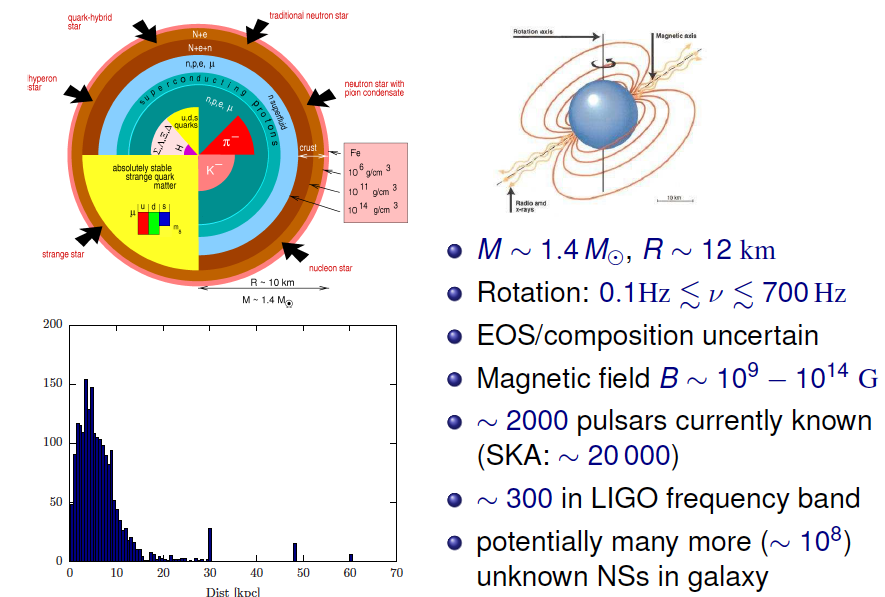 quark-hybrid
star
traditional neutron star
N+e
N+e+n
n,p,e, μ
superconducting protons
hyperon
star
neutron star with
pion condensate
n,p,e, μ
n superfluid
u,d,s
quarks
Σ,Λ,Ξ,Δ
H
π⁻
K⁻
crust
Fe
10⁶ g/cm³
10¹¹ g/cm³
10¹⁴ g/cm³
absolutely stable
strange quark
matter
μ
u d s
mₛ
strange star
nucleon star
R ~ 10 km
M ~ 1.4 M⊙
Rotation axis
Magnetic axis
Radio and
x-rays
10 km
M ∼ 1.4 M⊙, R ∼ 12 km
Rotation: 0.1Hz ≲ ν ≲ 700 Hz
EOS/composition uncertain
Magnetic field B ∼ 10⁹ − 10¹⁴ G
∼ 2000 pulsars currently known
(SKA: ∼ 20 000)
∼ 300 in LIGO frequency band
potentially many more (∼ 10⁸)
unknown NSs in galaxy
200
150
100
50
0
0 10 20 30 40 50 60 70
Dist [kpc]